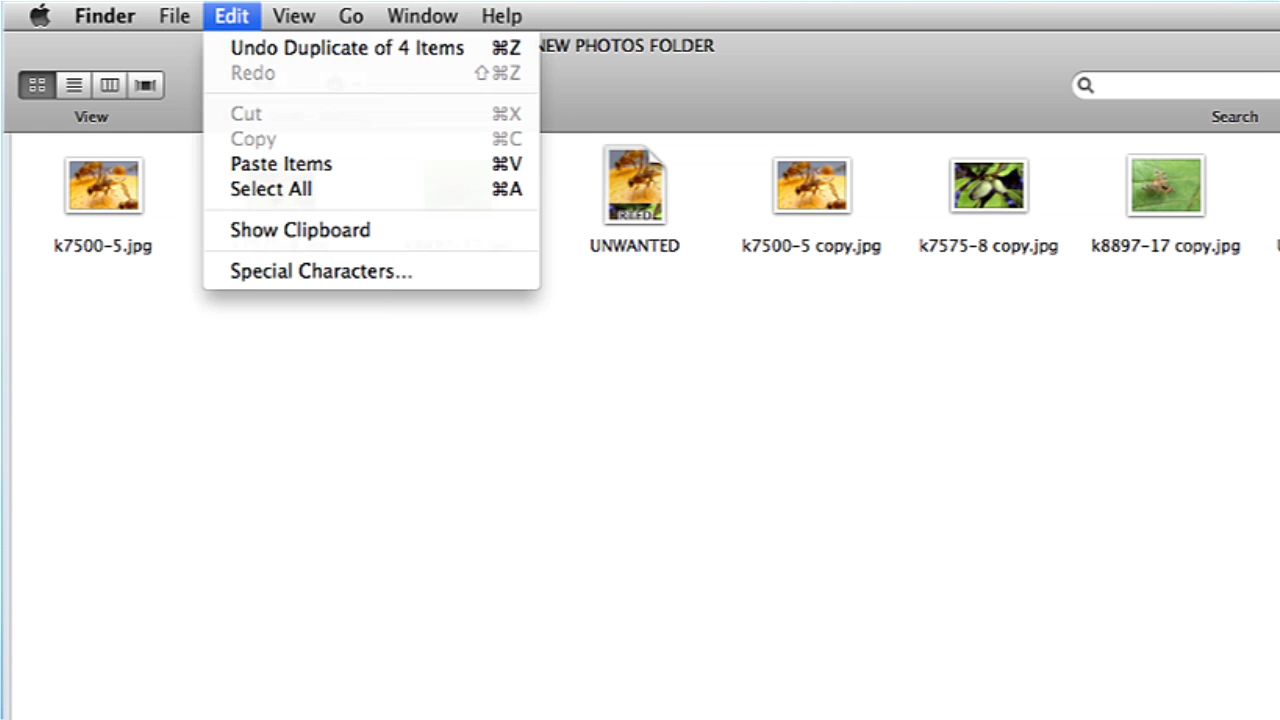 Finder File Edit View Go Window Help
NEW PHOTOS FOLDER
Undo Duplicate of 4 Items ⌘Z
Redo ⇧⌘Z
Cut ⌘X
Copy ⌘C
Paste Items ⌘V
Select All ⌘A
Show Clipboard
Special Characters...
View
Search
RTFD
k7500-5.jpg
UNWANTED
k7500-5 copy.jpg
k7575-8 copy.jpg
k8897-17 copy.jpg